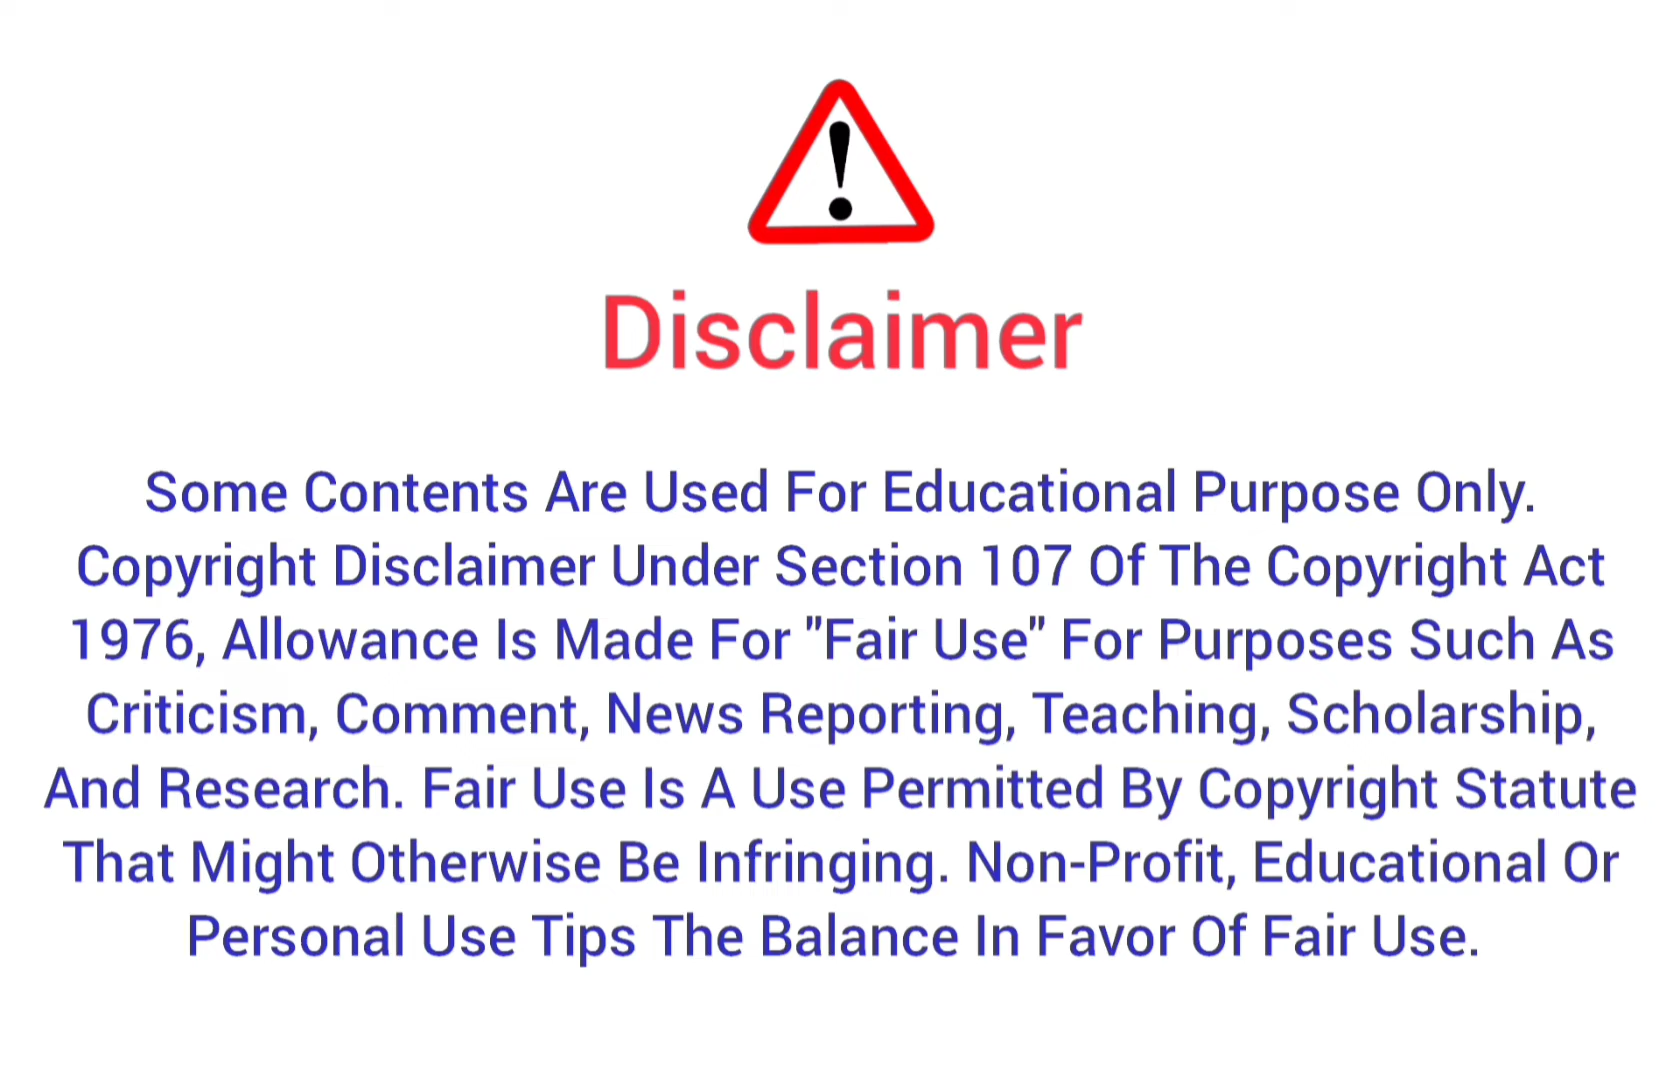 Disclaimer
Some Contents Are Used For Educational Purpose Only.
Copyright Disclaimer Under Section 107 Of The Copyright Act
1976, Allowance Is Made For "Fair Use" For Purposes Such As
Criticism, Comment, News Reporting, Teaching, Scholarship,
And Research. Fair Use Is A Use Permitted By Copyright Statute
That Might Otherwise Be Infringing. Non-Profit, Educational Or
Personal Use Tips The Balance In Favor Of Fair Use.